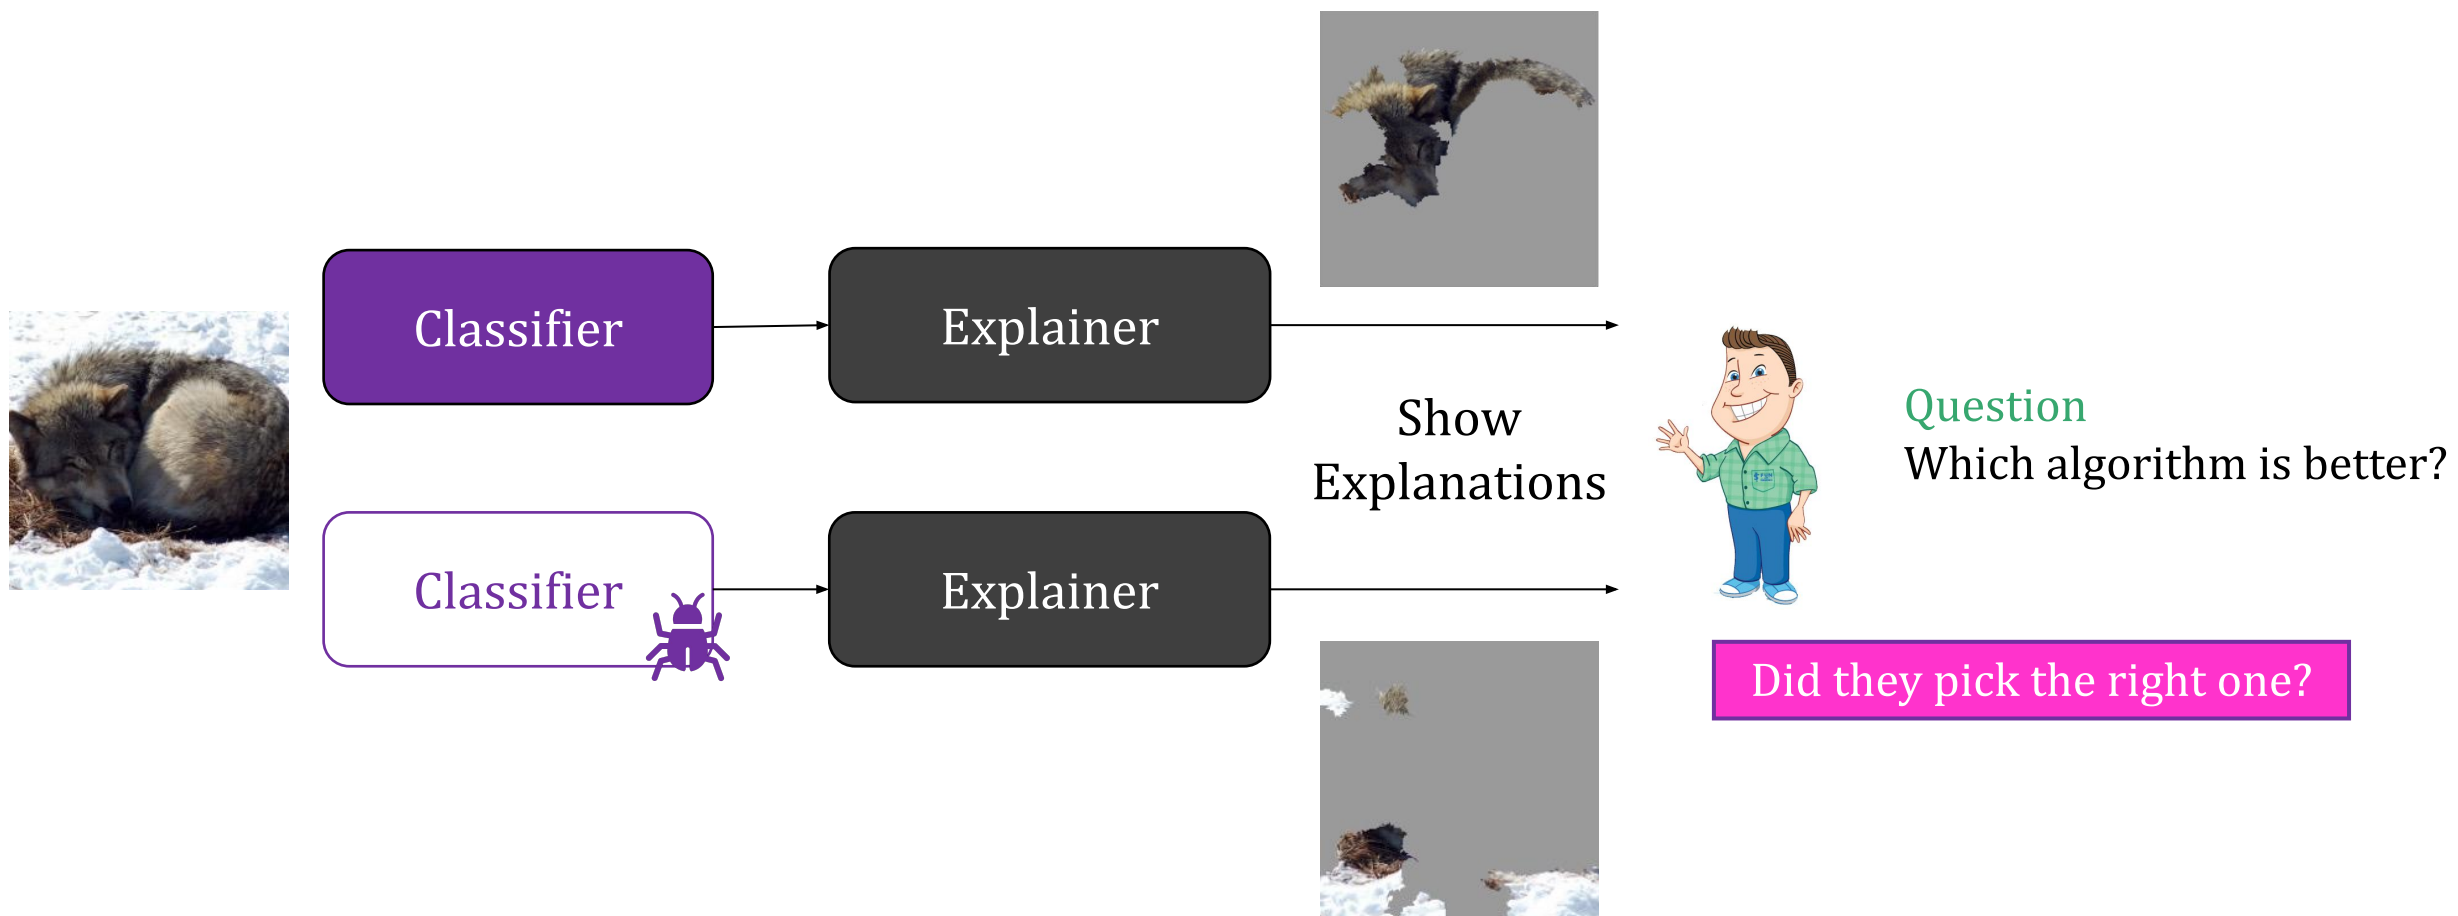 Classifier
Explainer
Show
Explanations
Question
Which algorithm is better?
Classifier
Explainer
Did they pick the right one?